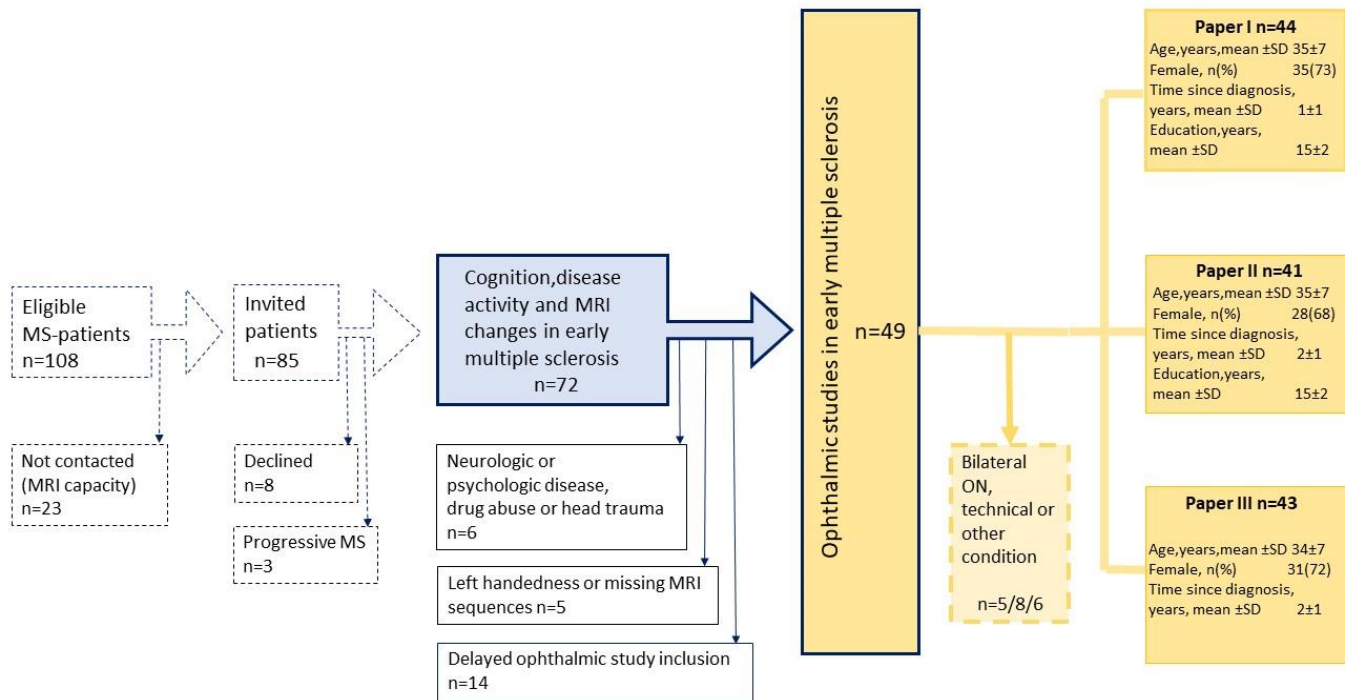 Eligible
MS-patients
n=108
Not contacted
(MRI capacity)
n=23
Invited
patients
n=85
Declined
n=8
Progressive MS
n=3
Cognition,disease
activity and MRI
changes in early
multiple sclerosis
n=72
Neurologic or
psychologic disease,
drug abuse or head trauma
n=6
Left handedness or missing MRI
sequences n=5
Delayed ophthalmic study inclusion
n=14
Ophthalmic studies in early multiple sclerosis
n=49
Bilateral
ON,
technical or
other
condition
n=5/8/6
Paper I n=44
Age,years,mean ±SD 35±7
Female, n(%) 35(73)
Time since diagnosis,
years, mean ±SD 1±1
Education,years,
mean ±SD 15±2
Paper II n=41
Age,years,mean ±SD 35±7
Female, n(%) 28(68)
Time since diagnosis,
years, mean ±SD 2±1
Education,years,
mean ±SD 15±2
Paper III n=43
Age,years,mean ±SD 34±7
Female, n(%) 31(72)
Time since diagnosis,
years, mean ±SD 2±1